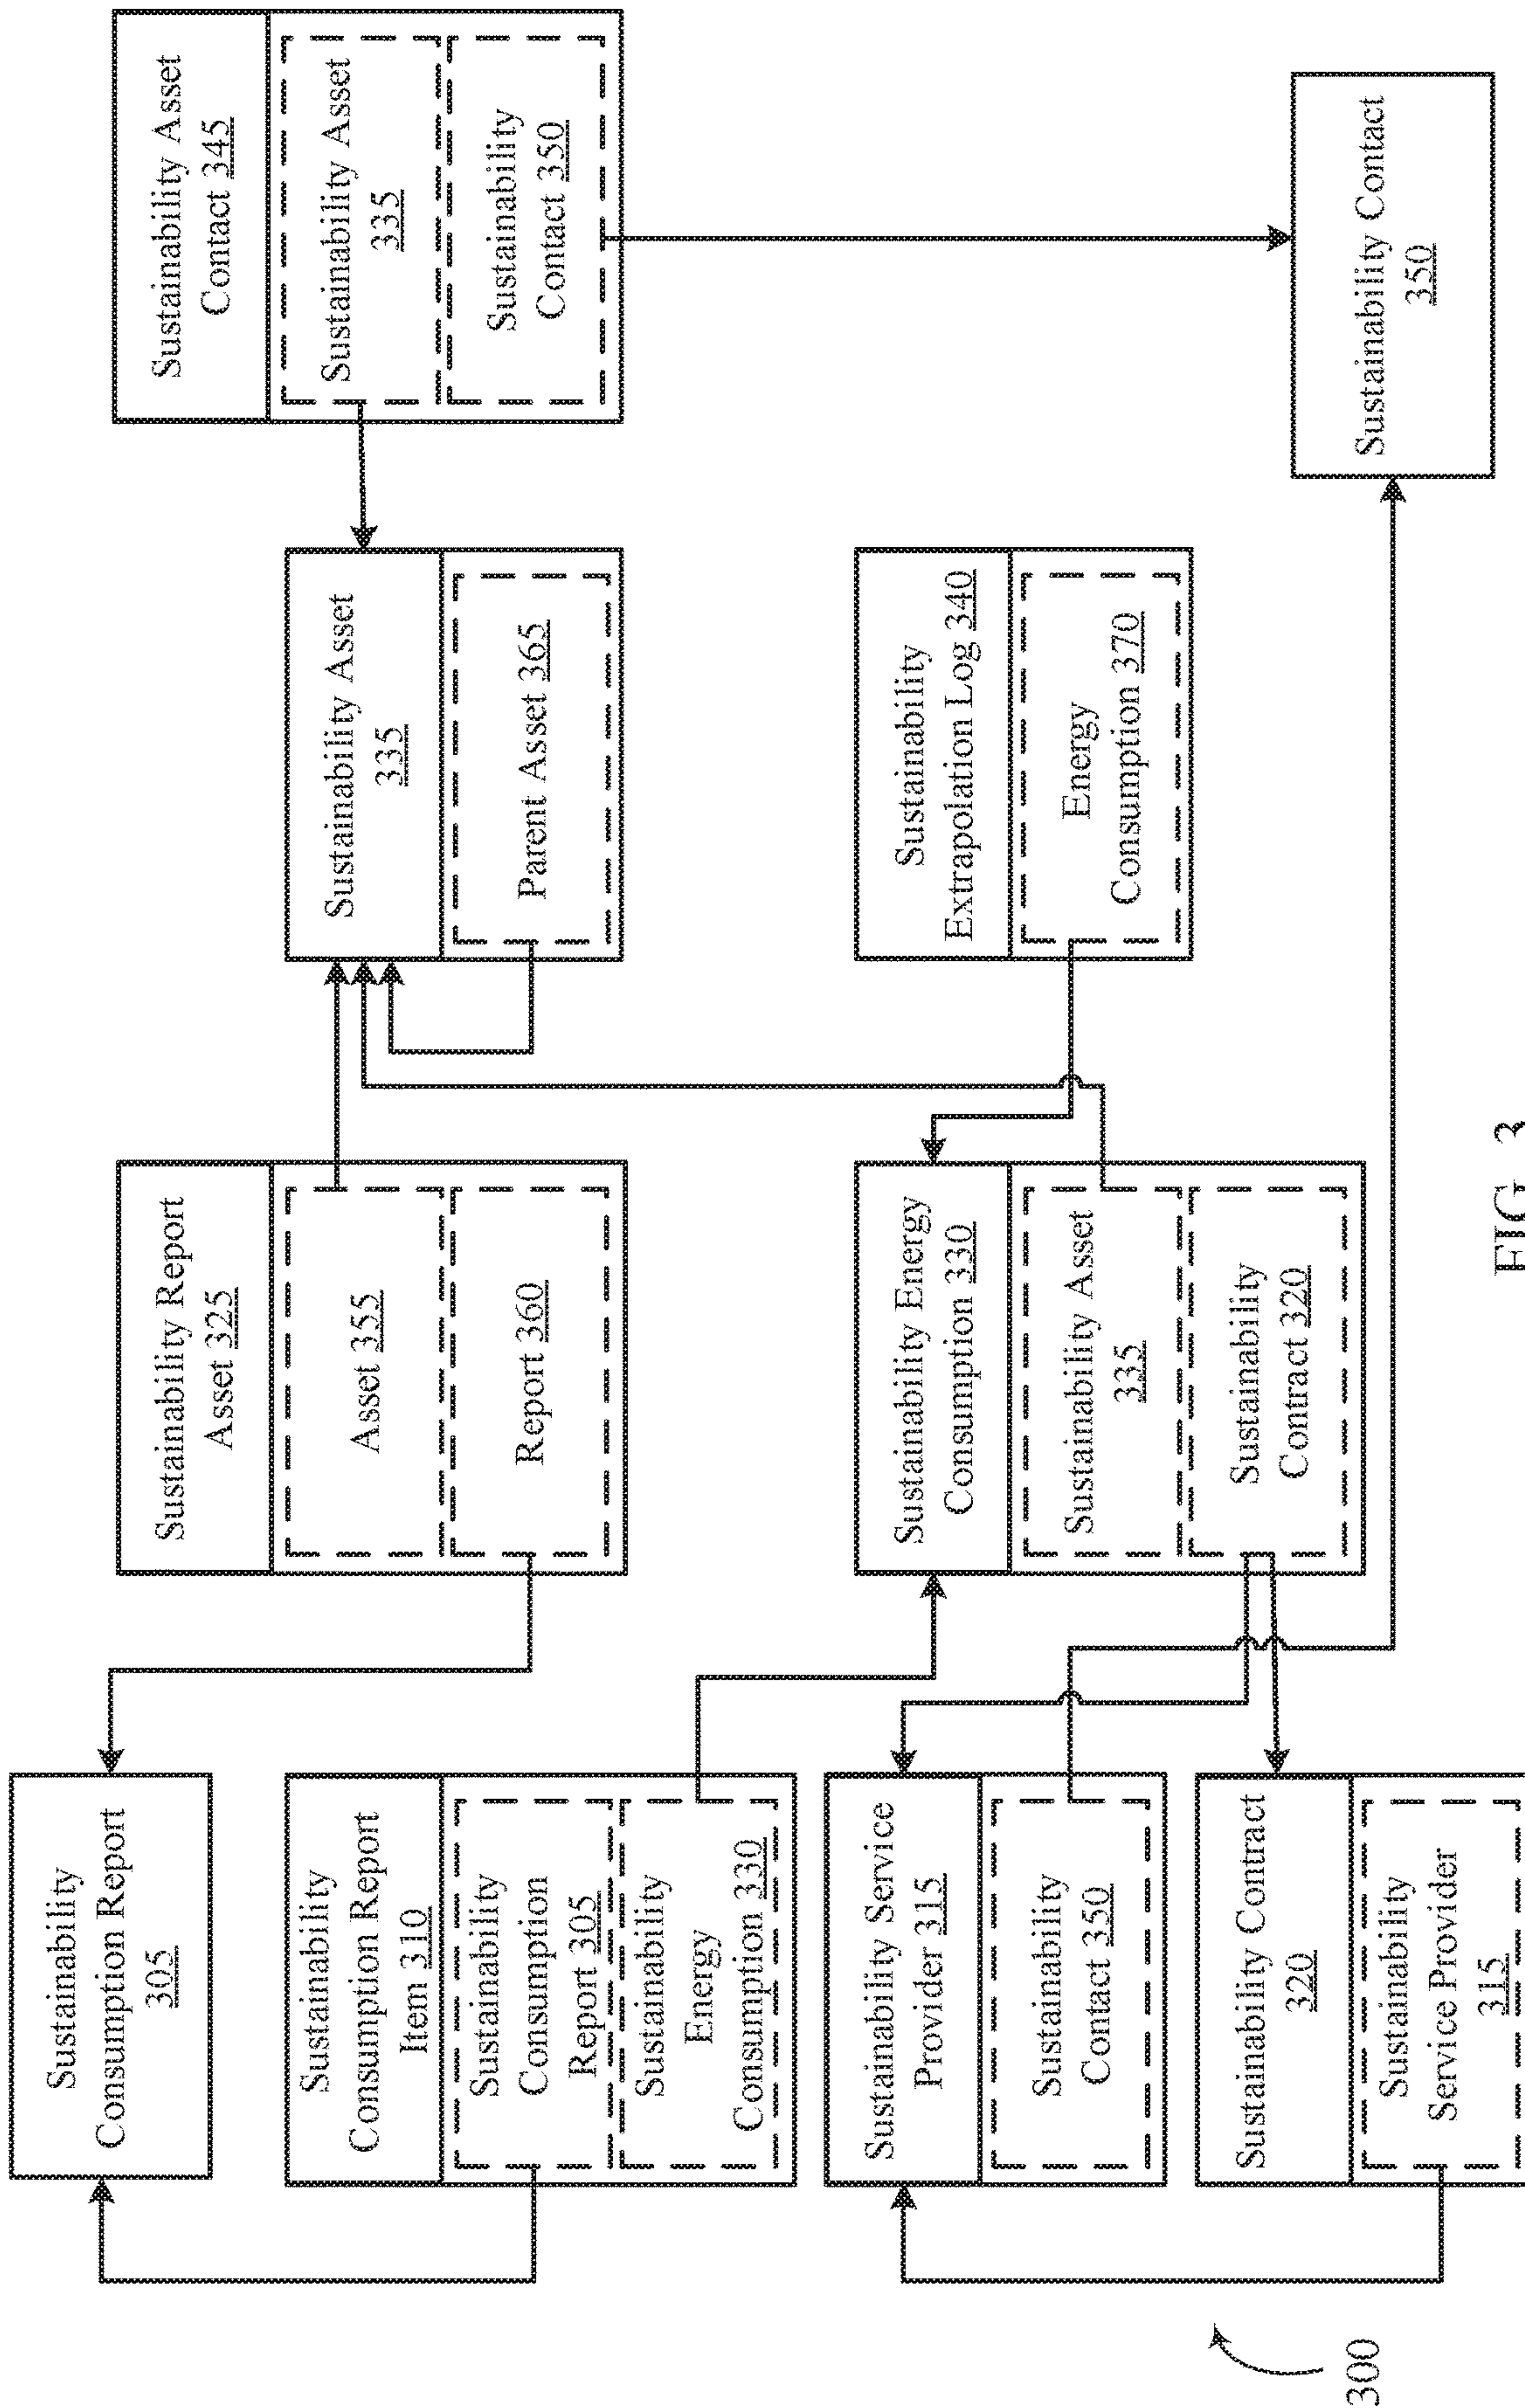 Sustainability
Consumption Report
305
Sustainability
Consumption Report
Item 310
Sustainability
Consumption
Report 305
Sustainability
Energy
Consumption 330
Sustainability Service
Provider 315
Sustainability
Contact 350
Sustainability Contract
320
Sustainability
Service Provider
315
Sustainability Report
Asset 325
Asset 355
Report 360
Sustainability Energy
Consumption 330
Sustainability Asset
335
Sustainability
Contract 320
Sustainability Asset
335
Parent Asset 365
Sustainability
Extrapolation Log 340
Energy
Consumption 370
Sustainability Asset
Contact 345
Sustainability Asset
335
Sustainability
Contact 350
Sustainability Contact
350
300
FIG. 3